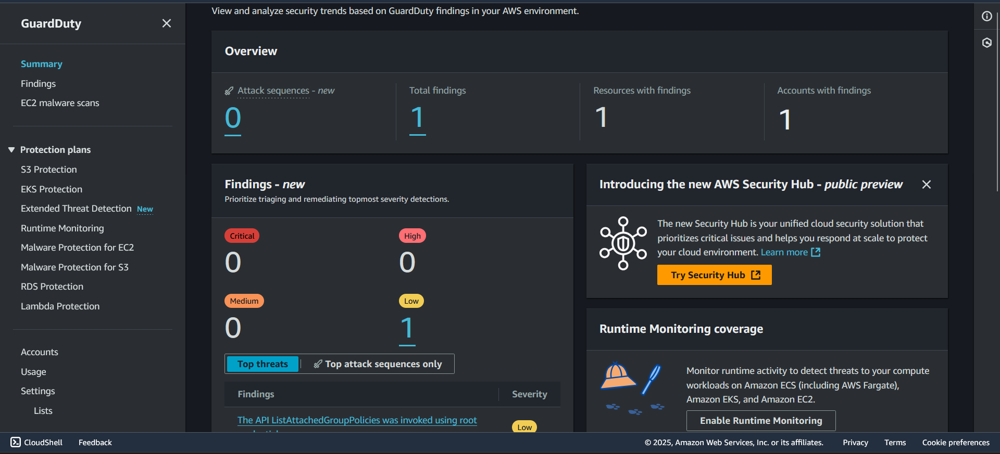 GuardDuty
Summary
Findings
EC2 malware scans
Protection plans
S3 Protection
EKS Protection
Extended Threat Detection New
Runtime Monitoring
Malware Protection for EC2
Malware Protection for S3
RDS Protection
Lambda Protection
Accounts
Usage
Settings
Lists
View and analyze security trends based on GuardDuty findings in your AWS environment.
Overview
Attack sequences - new
0
Total findings
1
Resources with findings
1
Accounts with findings
1
Findings - new
Prioritize triaging and remediating topmost severity detections.
Critical
0
High
0
Medium
0
Low
1
Top threats
Top attack sequences only
Findings Severity
The API ListAttachedGroupPolicies was invoked using root
Low
Introducing the new AWS Security Hub - public preview
The new Security Hub is your unified cloud security solution that
prioritizes critical issues and helps you respond at scale to protect
your cloud environment. Learn more
Try Security Hub
Runtime Monitoring coverage
Monitor runtime activity to detect threats to your compute
workloads on Amazon ECS (including AWS Fargate),
Amazon EKS, and Amazon EC2.
Enable Runtime Monitoring
CloudShell Feedback © 2025, Amazon Web Services, Inc. or its affiliates. Privacy Terms Cookie preferences